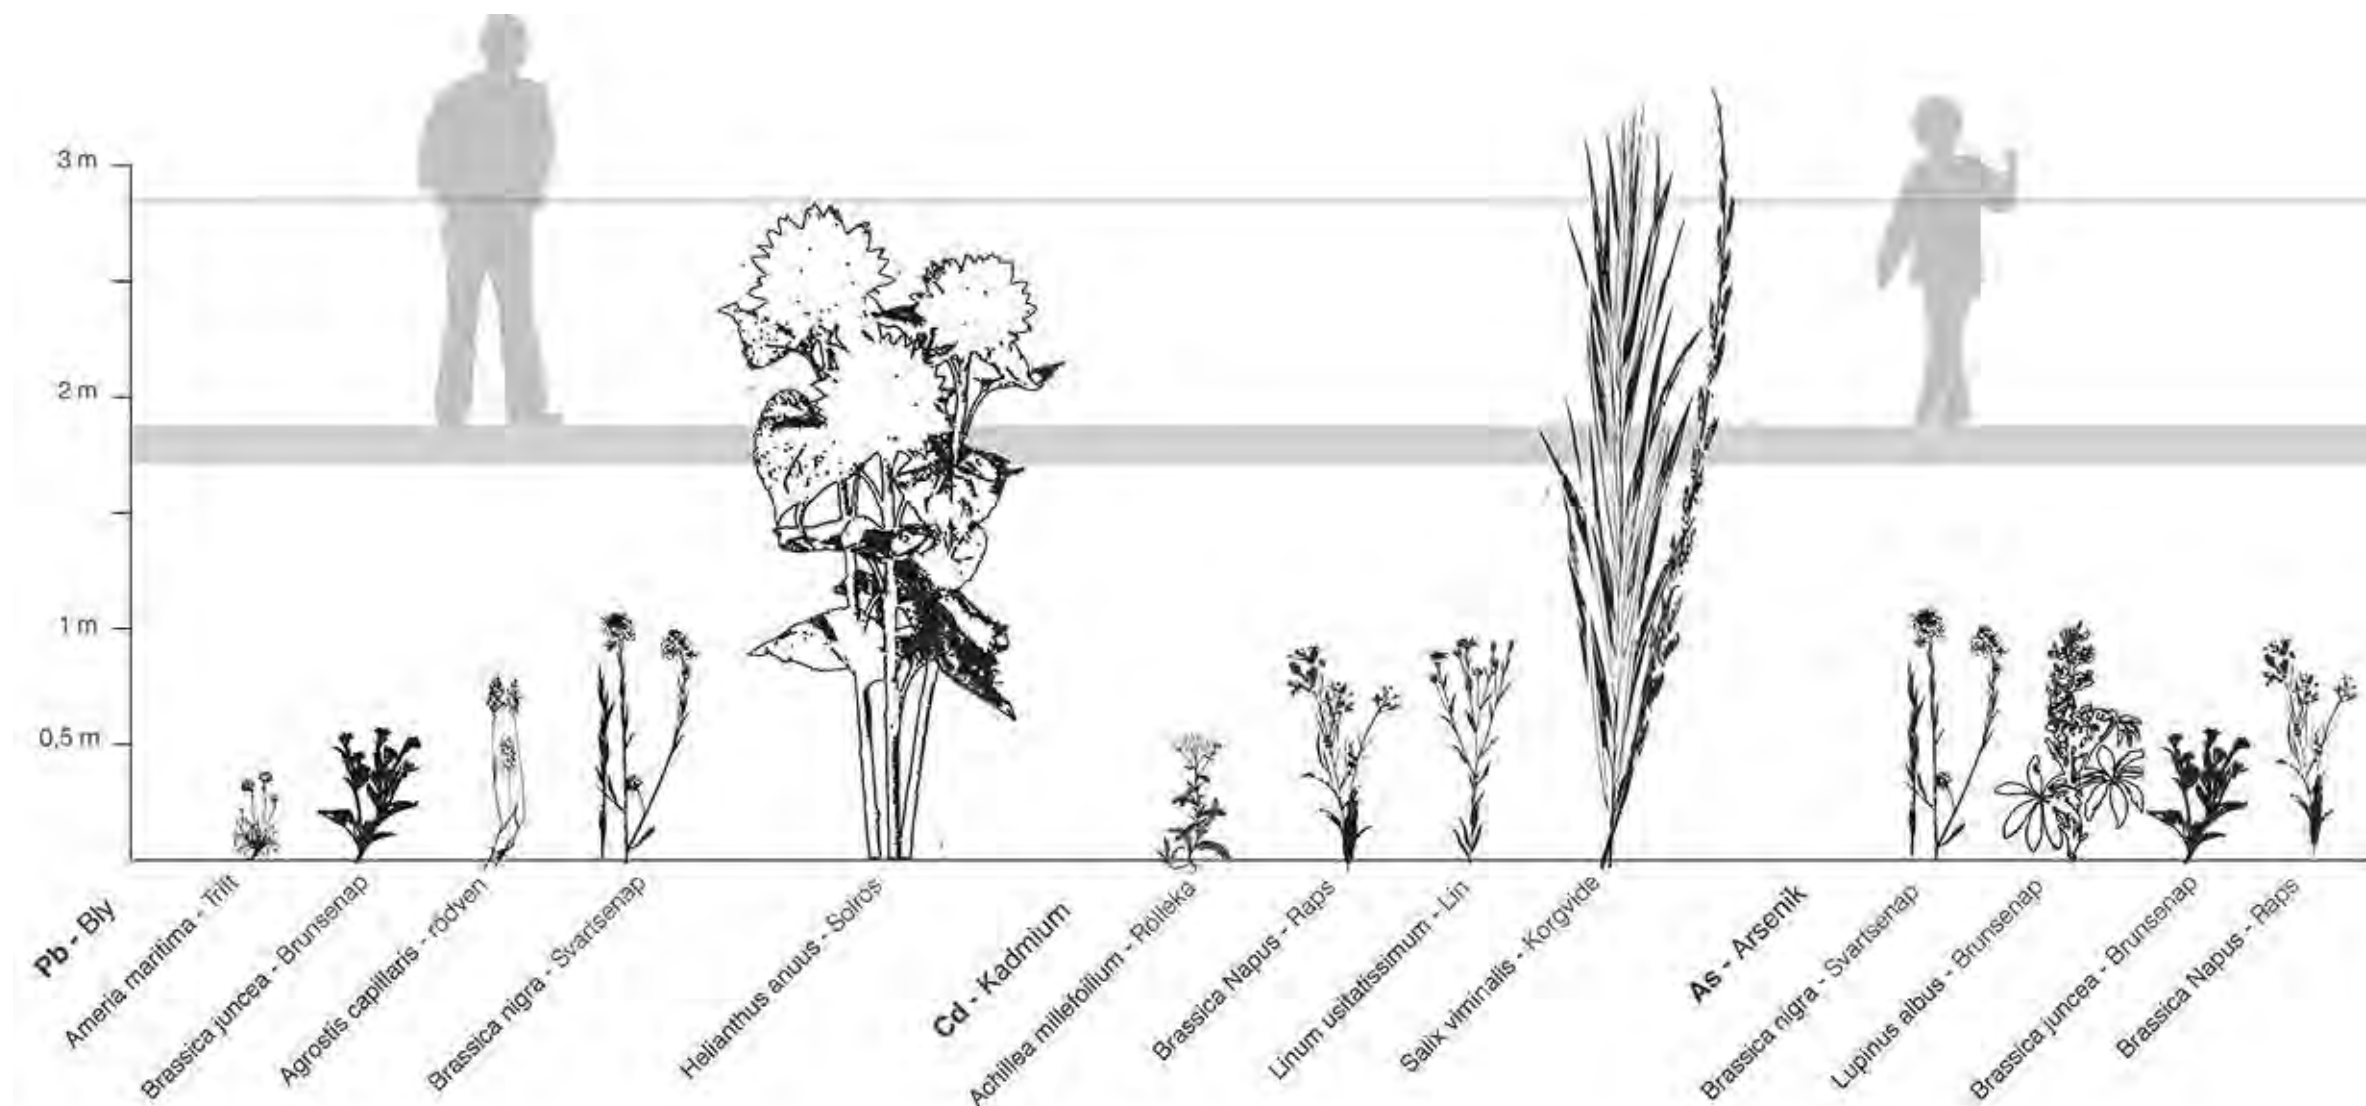 3 m
2 m
1 m
0,5 m
Pb - Bly
Ameria maritima - Trift
Brassica juncea - Brunsenap
Agrostis capillaris - rödven
Brassica nigra - Svartsenap
Helianthus anuus - Solros
Cd - Kadmium
Achillea millefoilium - Rölleka
Brassica Napus - Raps
Linum usitatissimum - Lin
Salix viminalis - Korgvide
As - Arsenik
Brassica nigra - Svartsenap
Lupinus albus - Brunsenap
Brassica juncea - Brunsenap
Brassica Napus - Raps